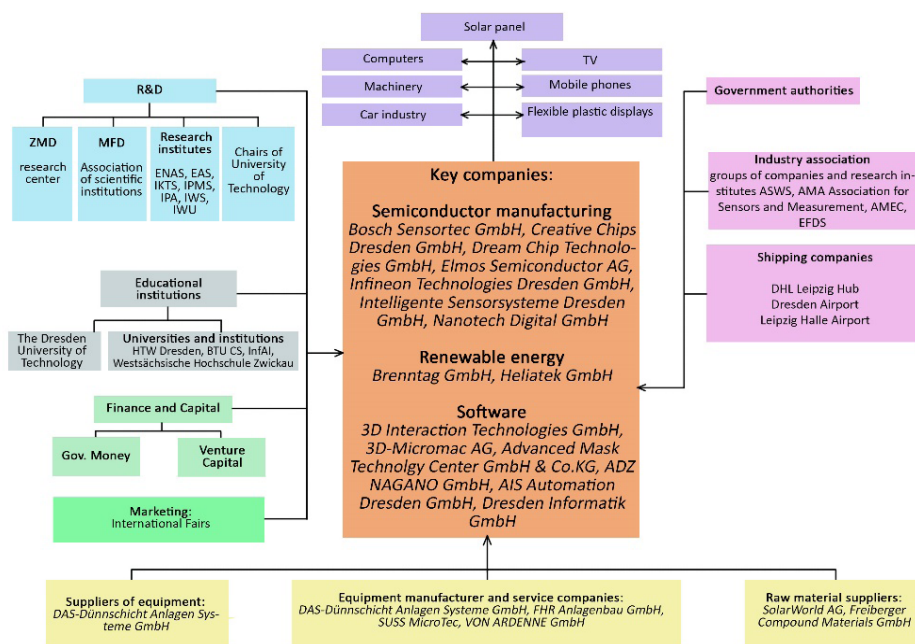 Solar panel
Computers
TV
Machinery
Mobile phones
Car industry
Flexible plastic displays
R&D
ZMD
research
center
MFD
Association
of scientific
institutions
Research
institutes
ENAS, EAS,
IKTS, IPMS,
IPA, IWS,
IWU
Chairs of
University of
Technology
Educational
institutions
The Dresden
University of
Technology
Universities and institutions
HTW Dresden, BTU CS, InfAI,
Westsächsische Hochschule Zwickau
Finance and Capital
Gov. Money
Venture
Capital
Marketing:
International Fairs
Key companies:
Semiconductor manufacturing
Bosch Sensortec GmbH, Creative Chips
Dresden GmbH, Dream Chip Technolo-
gies GmbH, Elmos Semiconductor AG,
Infineon Technologies Dresden GmbH,
Intelligente Sensorsysteme Dresden
GmbH, Nanotech Digital GmbH
Renewable energy
Brenntag GmbH, Heliatek GmbH
Software
3D Interaction Technologies GmbH,
3D-Micromac AG, Advanced Mask
Technolgy Center GmbH & Co.KG, ADZ
NAGANO GmbH, AIS Automation
Dresden GmbH, Dresden Informatik
GmbH
Government authorities
Industry association
groups of companies and research in-
stitutes ASWS, AMA Association for
Sensors and Measurement, AMEC,
EFDS
Shipping companies
DHL Leipzig Hub
Dresden Airport
Leipzig Halle Airport
Suppliers of equipment:
DAS-Dünnschicht Anlagen Sys-
teme GmbH
Equipment manufacturer and service companies:
DAS-Dünnschicht Anlagen Systeme GmbH, FHR Anlagenbau GmbH,
SUSS MicroTec, VON ARDENNE GmbH
Raw material suppliers:
SolarWorld AG, Freiberger
Compound Materials GmbH